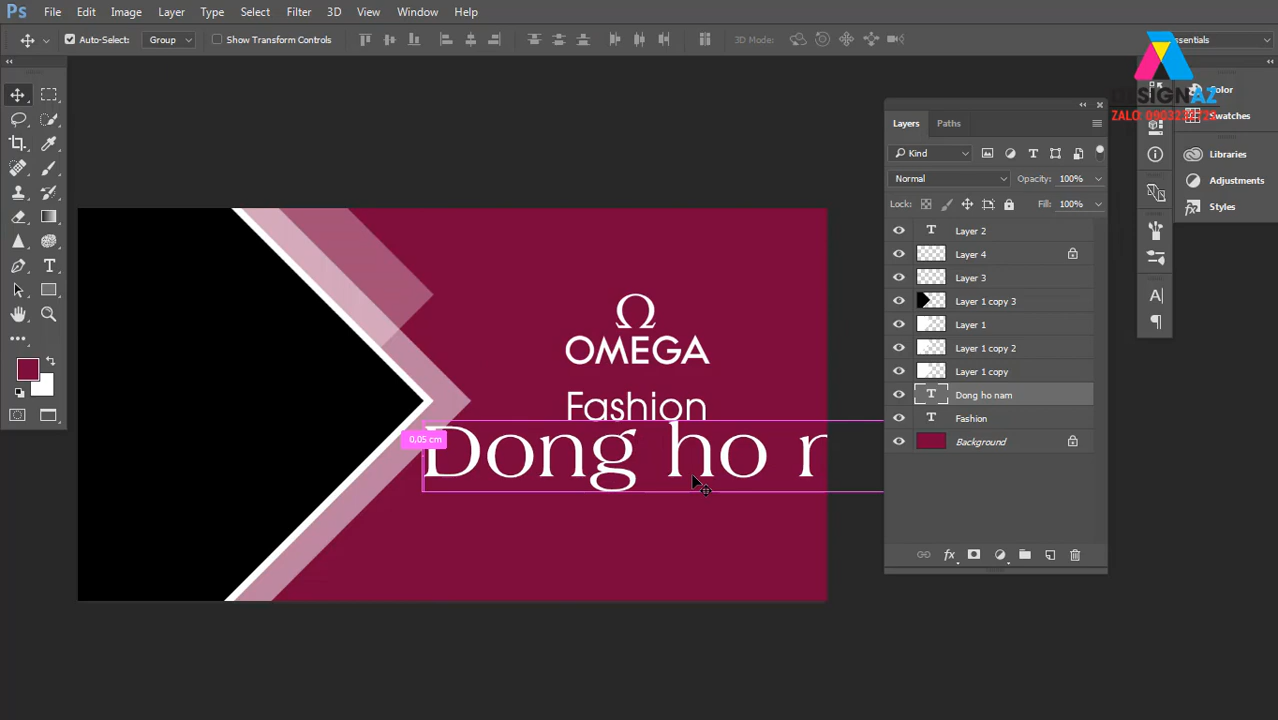 Ps File Edit Image Layer Type Select Filter 3D View Window Help
Auto-Select: Group Show Transform Controls 3D Mode: ssentials
Color
DESIGNAZ
Swatches
Layers Paths
Kind
Libraries
Normal Opacity: 100%
Adjustments
Lock: Fill: 100%
Styles
T Layer 2
Layer 4
Layer 3
Layer 1 copy 3
Layer 1
Layer 1 copy 2
Layer 1 copy
T Dong ho nam
T Fashion
Background
Ω
OMEGA
Fashion
0,05 cm
Dong ho n